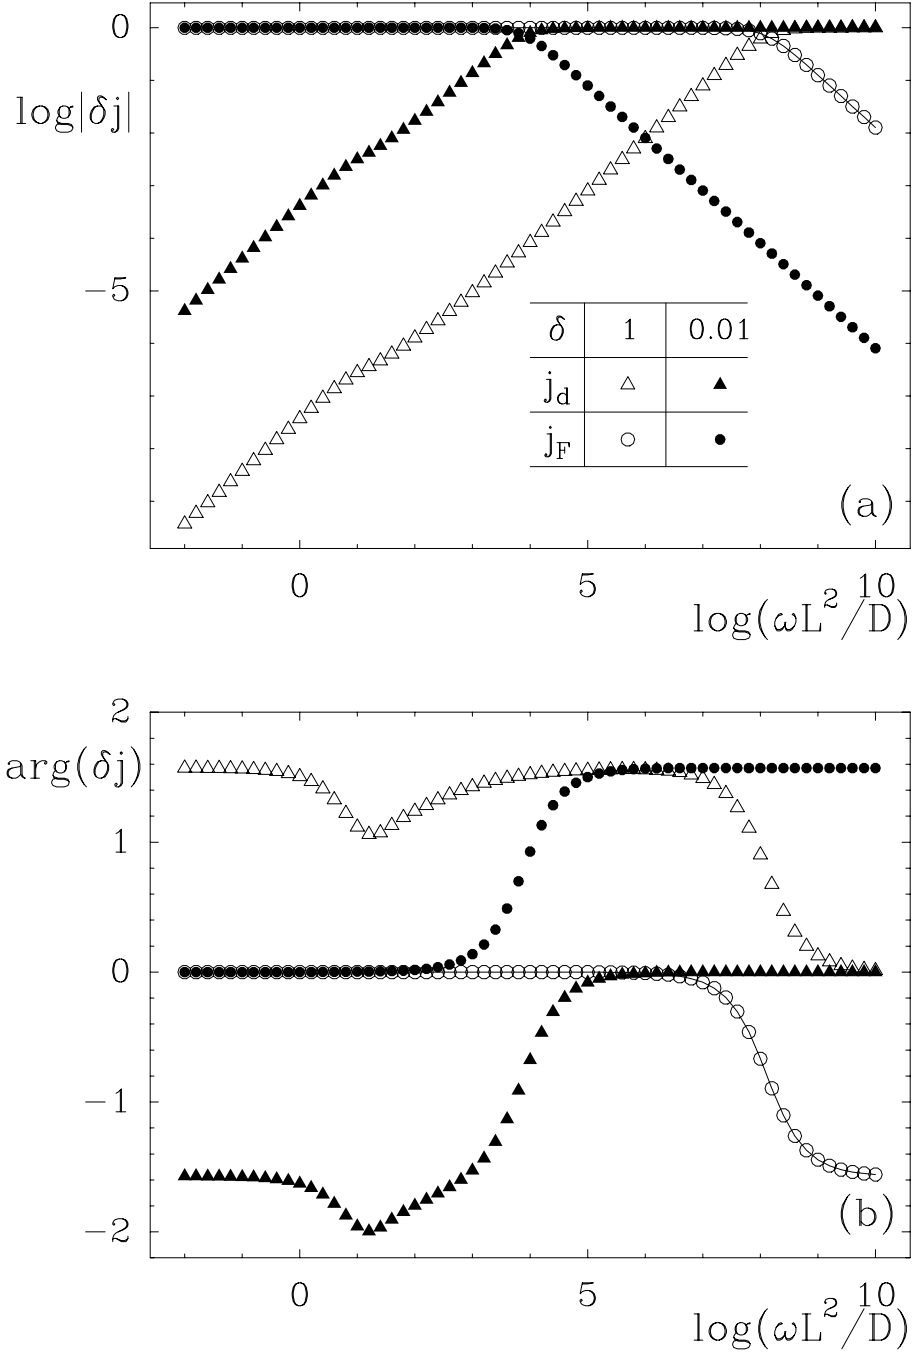 0
log|δj|
−5
δ 1 0.01
j_d △ ▲
j_F ○ ●
(a)
0 5 10
log(ωL²/D)
2
arg(δj)
1
0
−1
(b)
−2
0 5 10
log(ωL²/D)